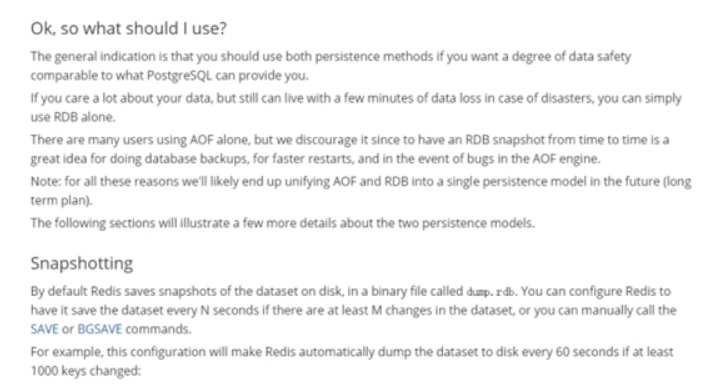 Ok, so what should I use?
The general indication is that you should use both persistence methods if you want a degree of data safety
comparable to what PostgreSQL can provide you.
If you care a lot about your data, but still can live with a few minutes of data loss in case of disasters, you can simply
use RDB alone.
There are many users using AOF alone, but we discourage it since to have an RDB snapshot from time to time is a
great idea for doing database backups, for faster restarts, and in the event of bugs in the AOF engine.
Note: for all these reasons we'll likely end up unifying AOF and RDB into a single persistence model in the future (long
term plan).
The following sections will illustrate a few more details about the two persistence models.
Snapshotting
By default Redis saves snapshots of the dataset on disk, in a binary file called dump.rdb. You can configure Redis to
have it save the dataset every N seconds if there are at least M changes in the dataset, or you can manually call the
SAVE or BGSAVE commands.
For example, this configuration will make Redis automatically dump the dataset to disk every 60 seconds if at least
1000 keys changed: